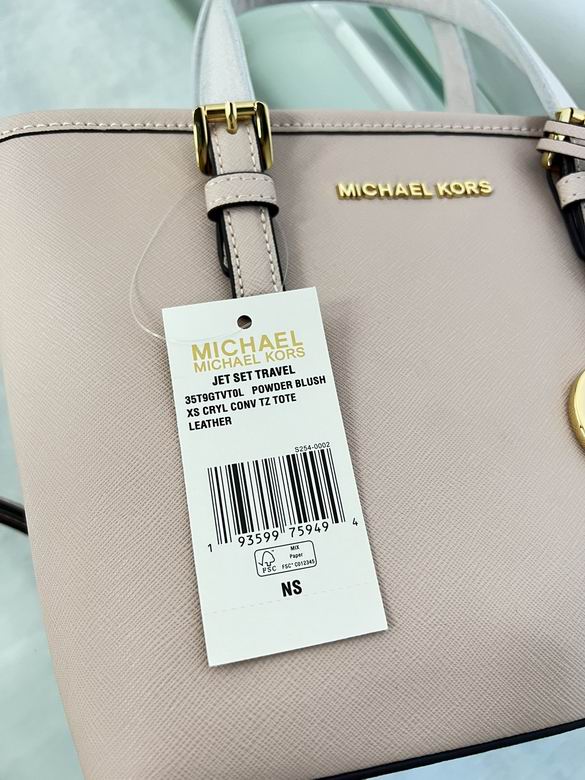 MICHAEL KORS
MICHAEL
MICHAEL KORS
JET SET TRAVEL
35T9GTVT0L POWDER BLUSH
XS CRYL CONV TZ TOTE
LEATHER
S254-0002
1 93599 75949 4
FSC
MIX
Paper
FSC® C012345
NS